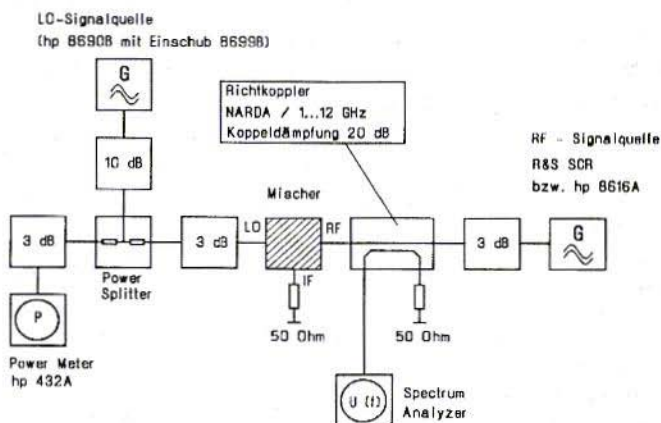 LO-Signalquelle
(hp 8690B mit Einschub 8699B)
G
10 dB
Richtkoppler
NARDA / 1...12 GHz
Koppeldämpfung 20 dB
RF - Signalquelle
R&S SCR
bzw. hp 8616A
Mischer
3 dB
3 dB
LO
RF
3 dB
G
Power
Splitter
IF
50 Ohm
50 Ohm
P
Power Meter
hp 432A
U (f)
Spectrum
Analyzer